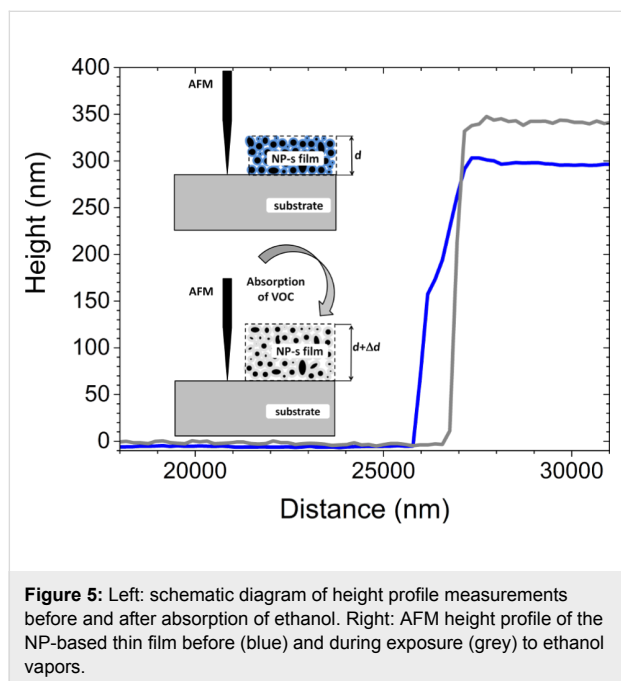 400
350
300
250
200
150
100
50
0
Height (nm)
AFM
NP-s film
d
substrate
Absorption
of VOC
AFM
NP-s film
d+Δd
substrate
20000 25000 30000
Distance (nm)
Figure 5: Left: schematic diagram of height profile measurements
before and after absorption of ethanol. Right: AFM height profile of the
NP-based thin film before (blue) and during exposure (grey) to ethanol
vapors.